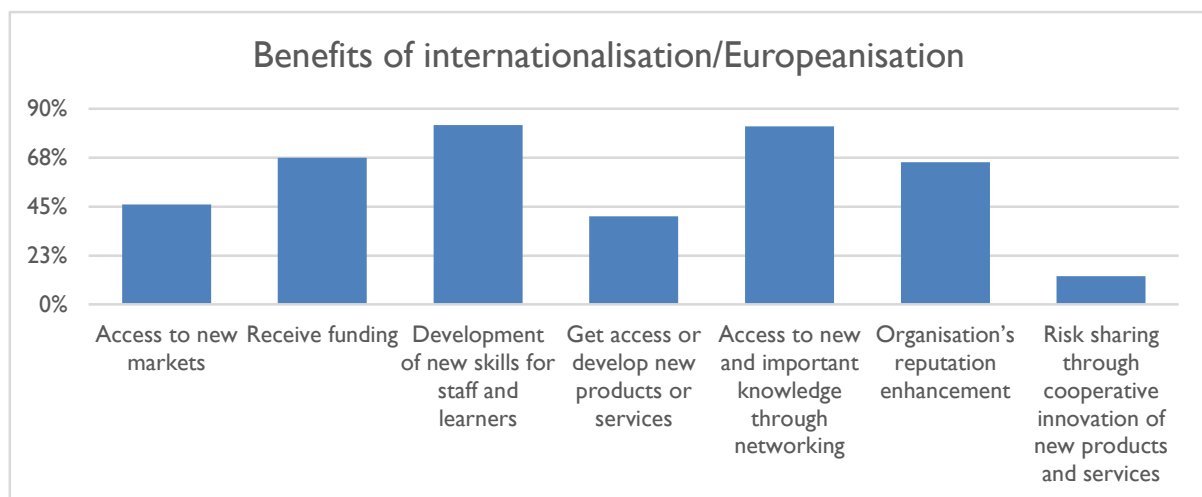 Benefits of internationalisation/Europeanisation
90%
68%
45%
23%
0%
Access to new
markets
Receive funding
Development
of new skills for
staff and
learners
Get access or
develop new
products or
services
Access to new
and important
knowledge
through
networking
Organisation’s
reputation
enhancement
Risk sharing
through
cooperative
innovation of
new products
and services